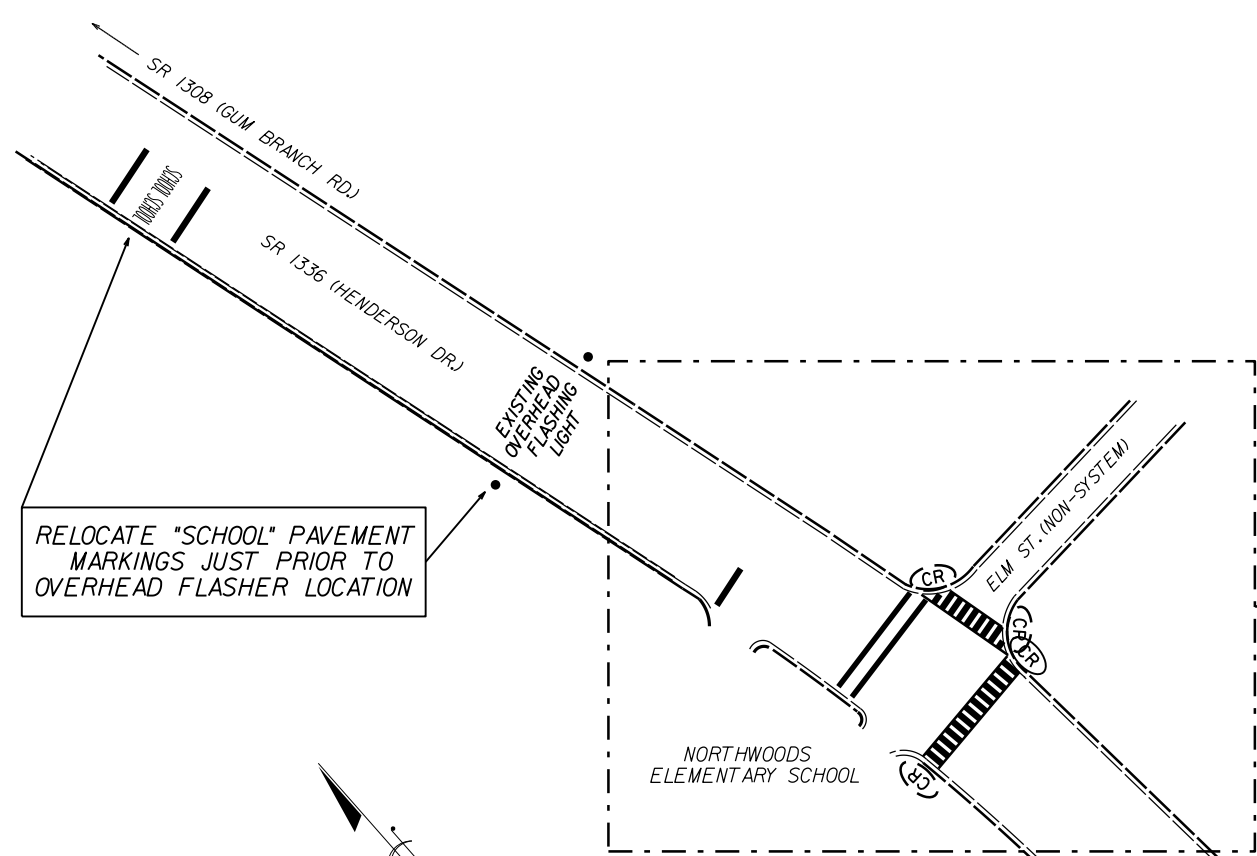 SR 1308 (GUM BRANCH RD.)
SCHOOL SCHOOL
SR 1336 (HENDERSON DR.)
EXISTING
OVERHEAD
FLASHING
LIGHT
RELOCATE "SCHOOL" PAVEMENT
MARKINGS JUST PRIOR TO
OVERHEAD FLASHER LOCATION
ELM ST. (NON-SYSTEM)
CR
CR
CR
CR
NORTHWOODS
ELEMENTARY SCHOOL